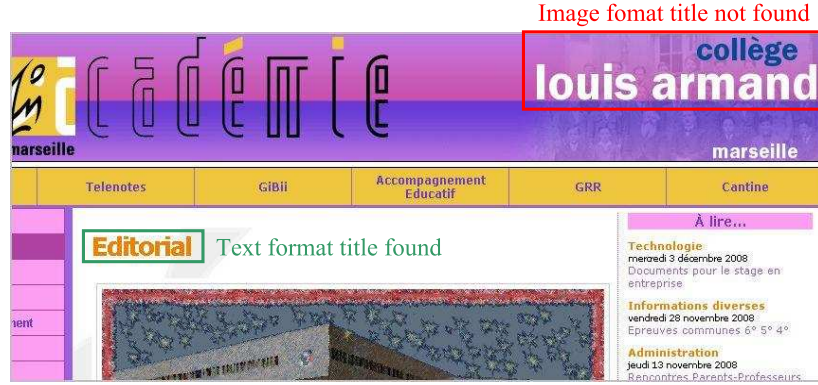 Image fomat title not found
académie
collège
louis armand
marseille
marseille
Telenotes
GiBii
Accompagnement
Educatif
GRR
Cantine
Editorial
Text format title found
À lire...
Technologie
mercredi 3 décembre 2008
Documents pour le stage en
entreprise
Informations diverses
vendredi 28 novembre 2008
Epreuves communes 6° 5° 4°
Administration
jeudi 13 novembre 2008
Rencontres Parents-Professeurs